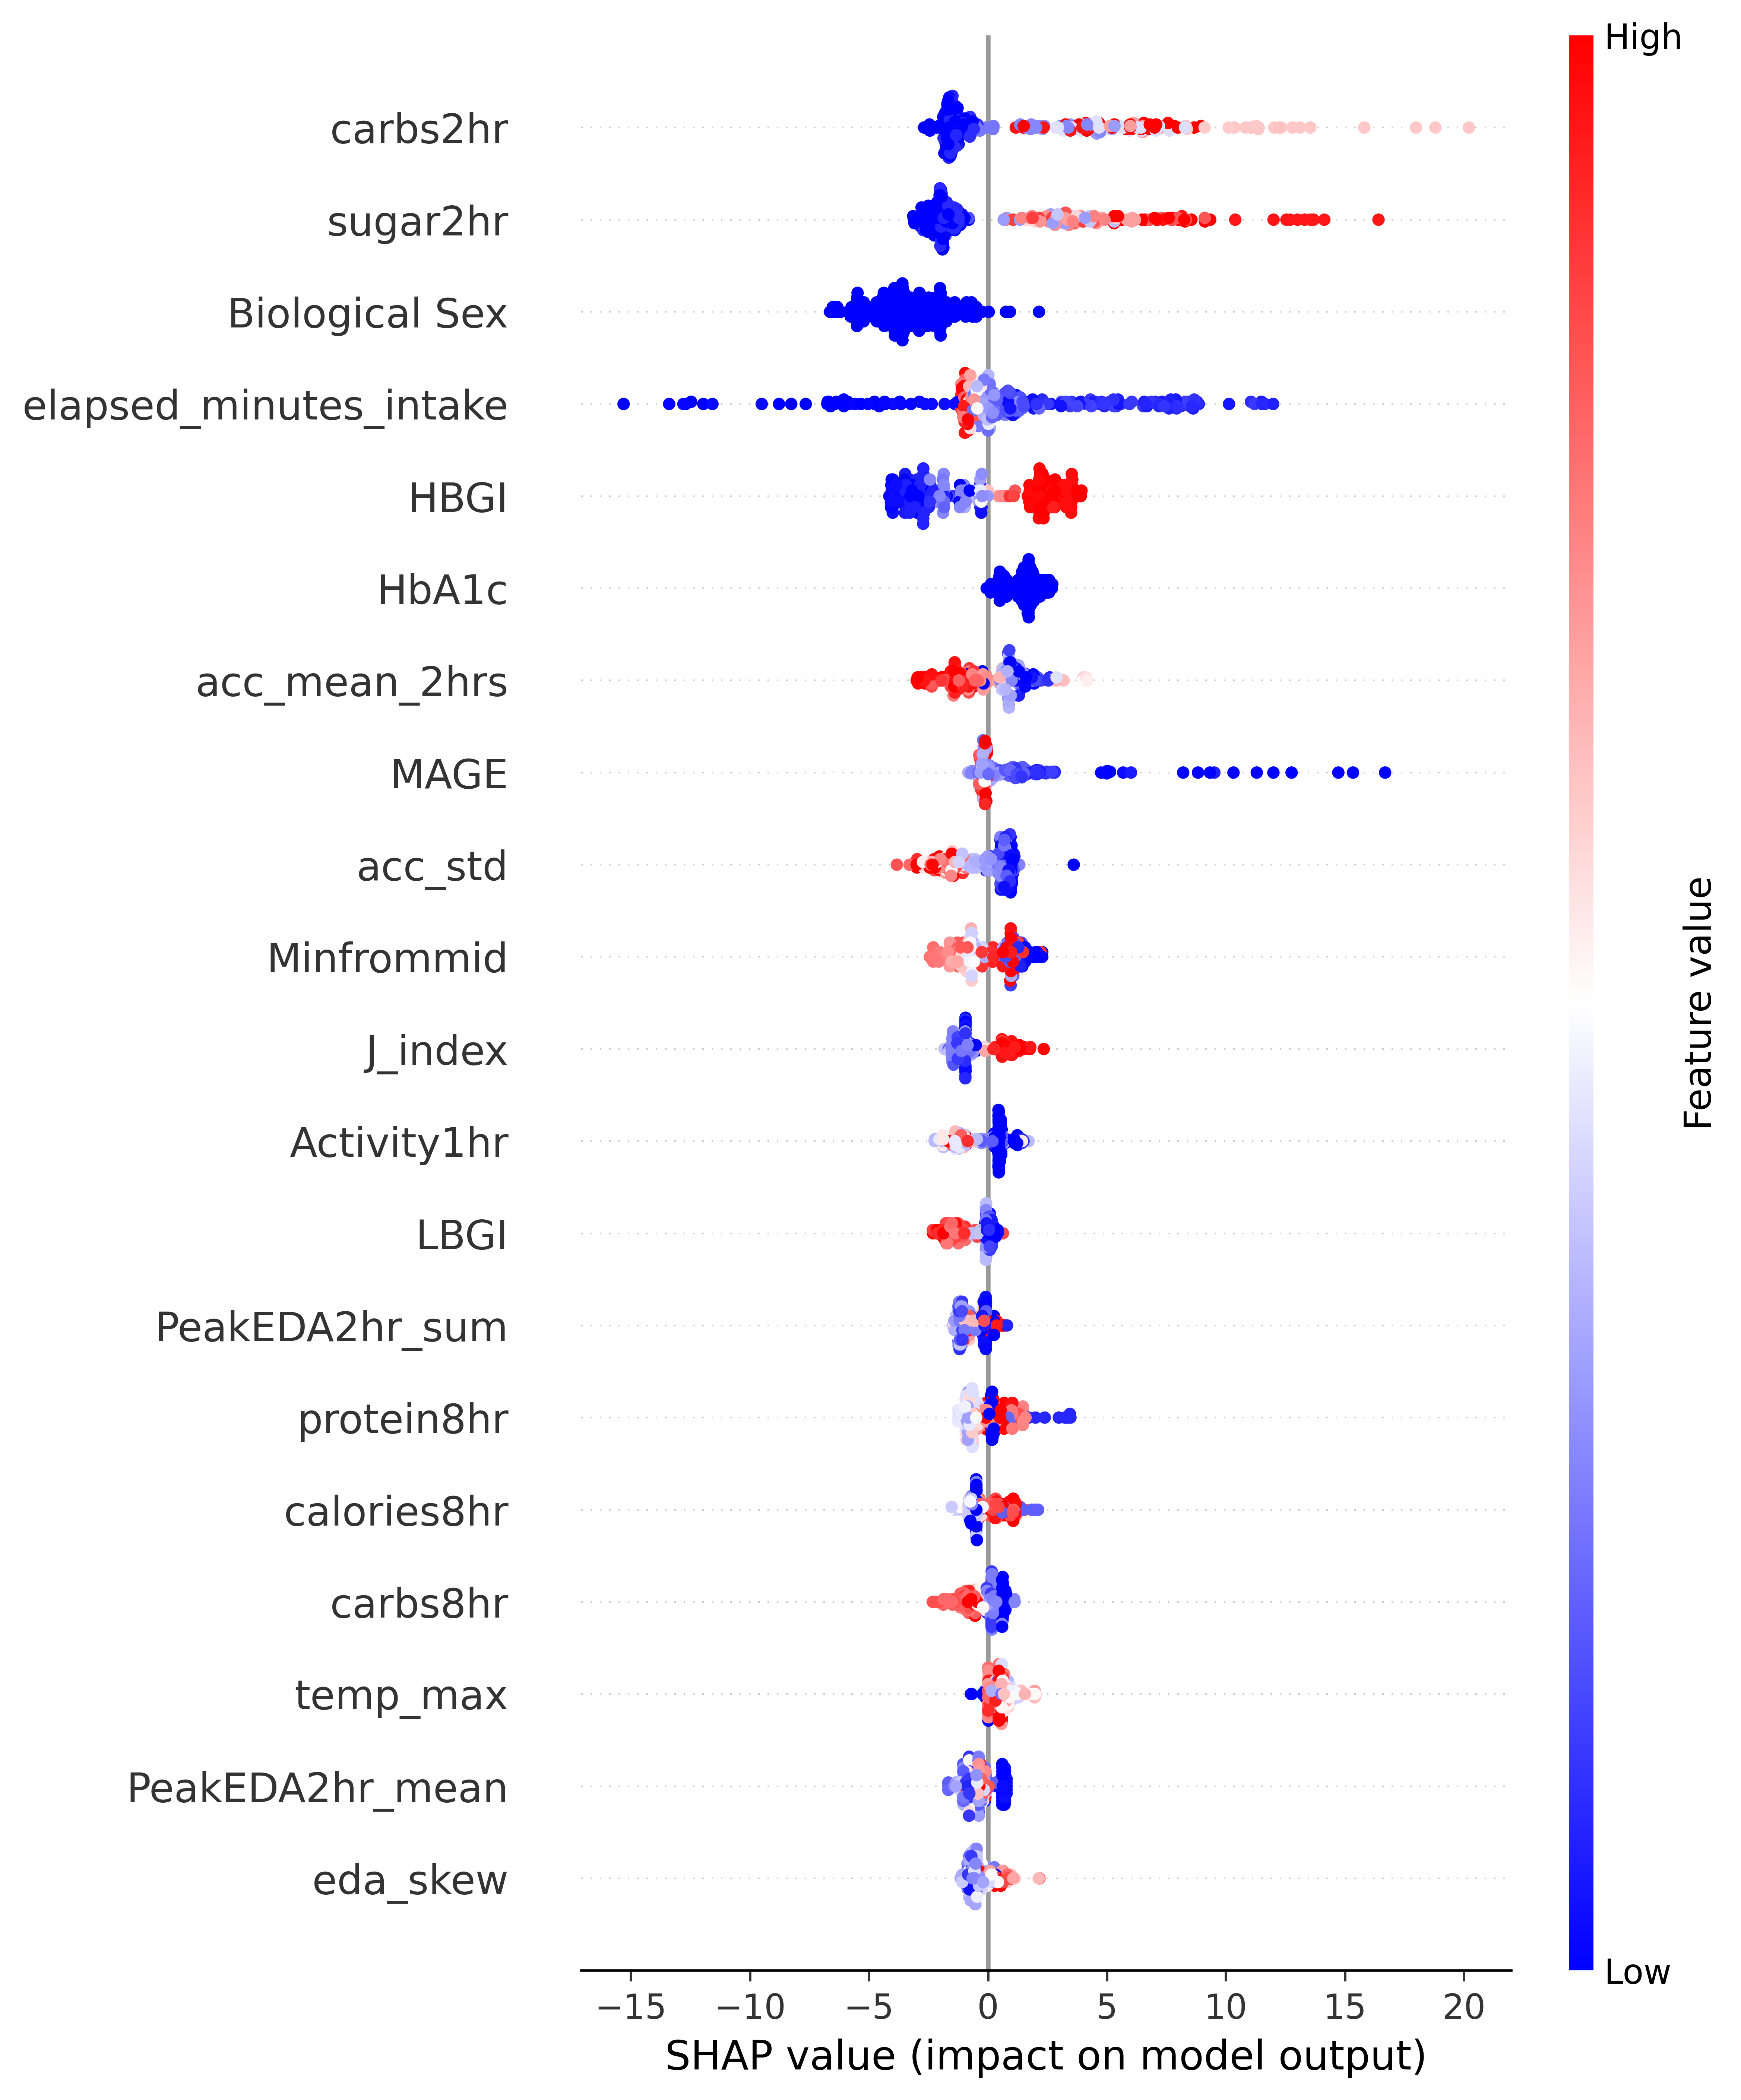 High
carbs2hr
sugar2hr
Biological Sex
elapsed_minutes_intake
HBGI
HbA1c
acc_mean_2hrs
MAGE
acc_std
Minfrommid
J_index
Activity1hr
LBGI
PeakEDA2hr_sum
protein8hr
calories8hr
carbs8hr
temp_max
PeakEDA2hr_mean
eda_skew
Feature value
Low
−15 −10 −5 0 5 10 15 20
SHAP value (impact on model output)